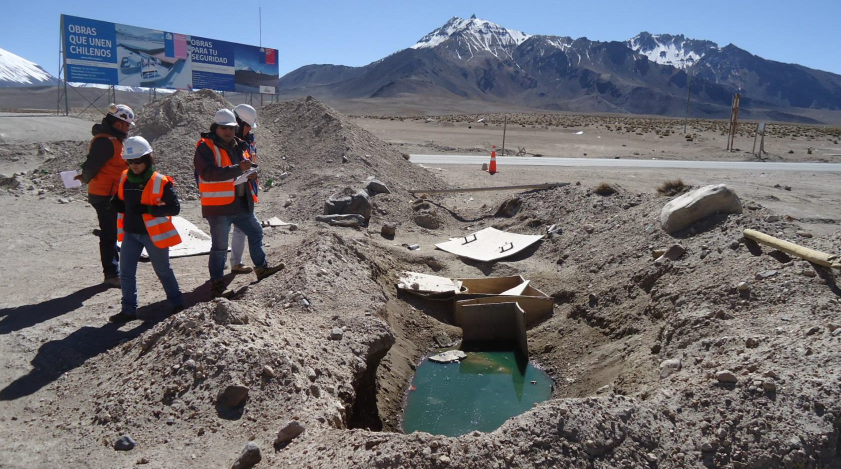 OBRAS
QUE UNEN
CHILENOS
OBRAS
PARA TU
SEGURIDAD